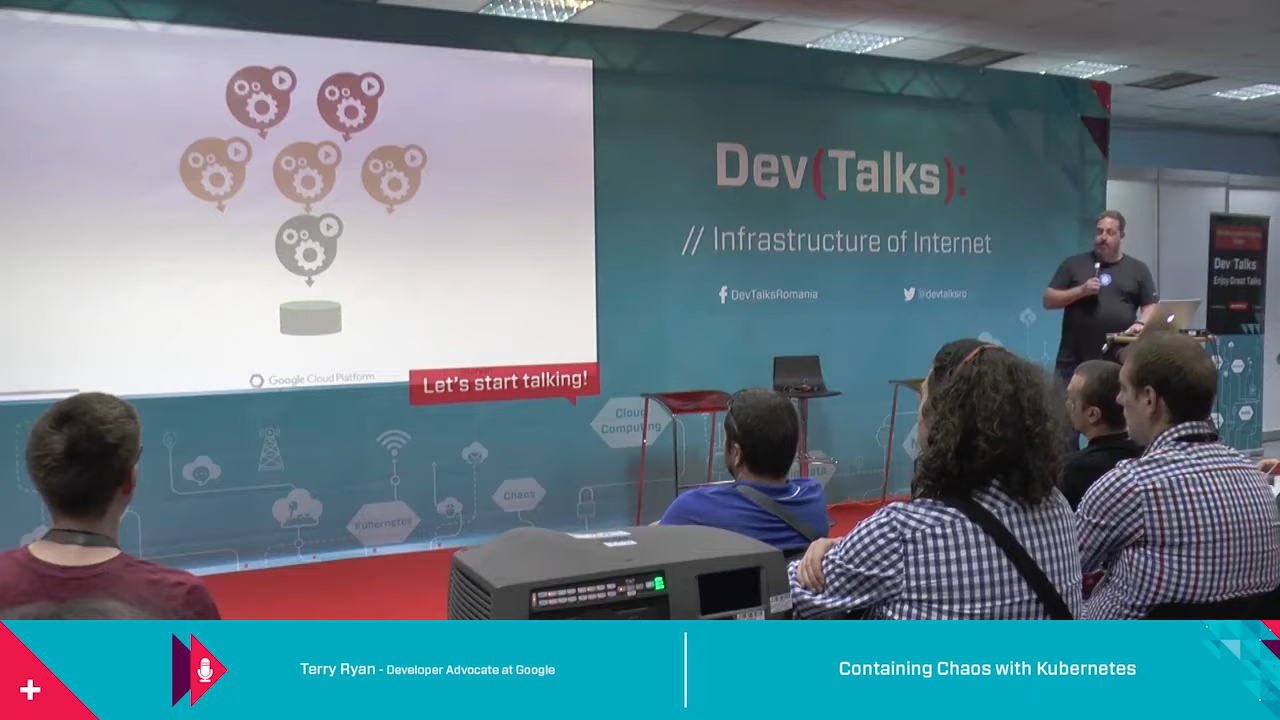 Dev(Talks):
// Infrastructure of Internet
DevTalksRomania
@devtalksro
Google Cloud Platform
Let's start talking!
Dev Talks
Enjoy Great Talks
Cloud
Computing
Chaos
Kubernetes
Terry Ryan - Developer Advocate at Google
Containing Chaos with Kubernetes